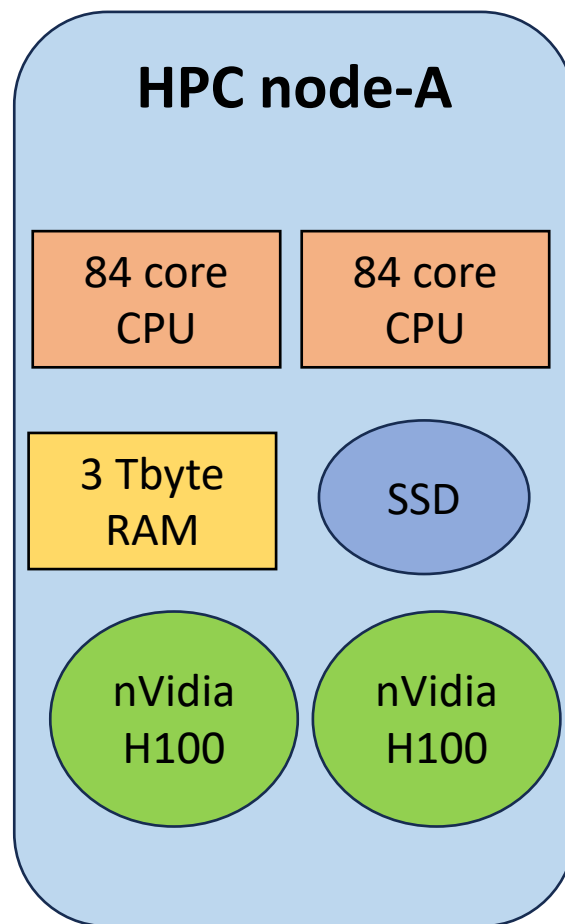 HPC node-A
84 core
CPU
84 core
CPU
3 Tbyte
RAM
SSD
nVidia
H100
nVidia
H100